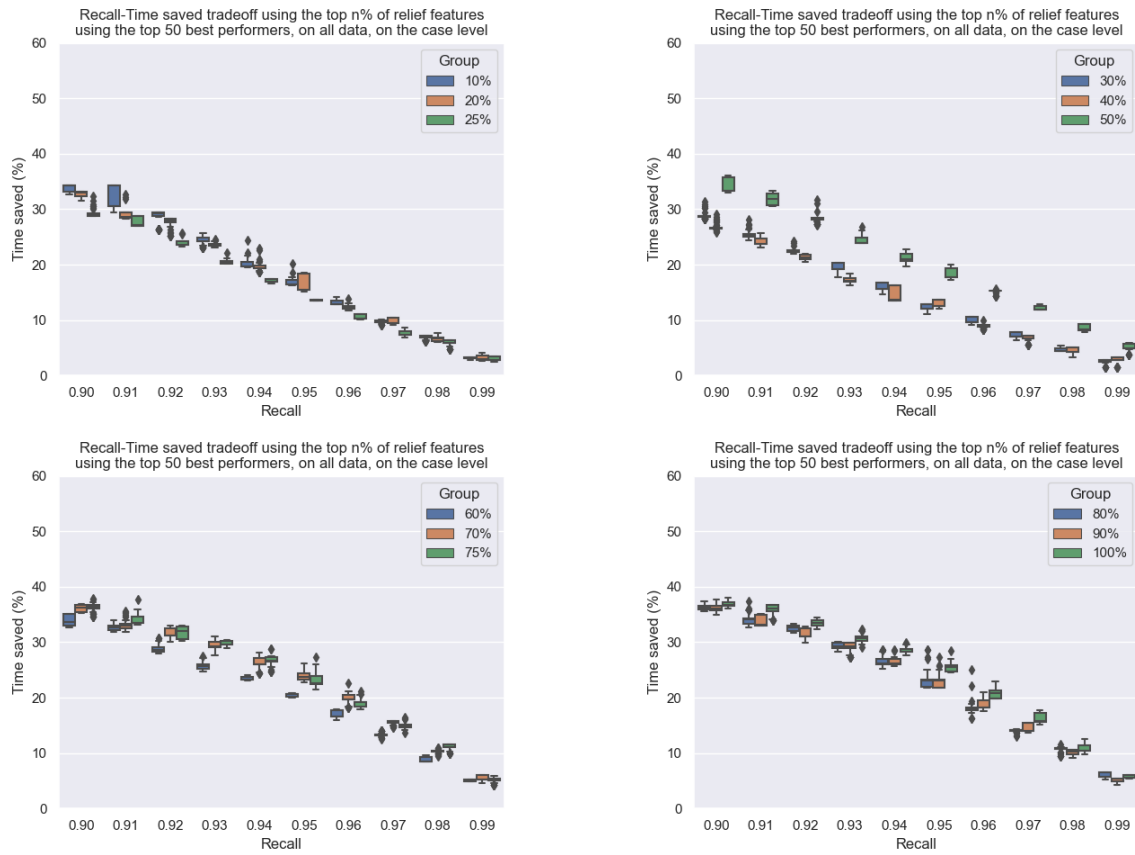 Recall-Time saved tradeoff using the top n% of relief features
using the top 50 best performers, on all data, on the case level
Time saved (%)
60
50
40
30
20
10
0
Group
10%
20%
25%
0.90 0.91 0.92 0.93 0.94 0.95 0.96 0.97 0.98 0.99
Recall
Recall-Time saved tradeoff using the top n% of relief features
using the top 50 best performers, on all data, on the case level
Time saved (%)
60
50
40
30
20
10
0
Group
30%
40%
50%
0.90 0.91 0.92 0.93 0.94 0.95 0.96 0.97 0.98 0.99
Recall
Recall-Time saved tradeoff using the top n% of relief features
using the top 50 best performers, on all data, on the case level
Time saved (%)
60
50
40
30
20
10
0
Group
60%
70%
75%
0.90 0.91 0.92 0.93 0.94 0.95 0.96 0.97 0.98 0.99
Recall
Recall-Time saved tradeoff using the top n% of relief features
using the top 50 best performers, on all data, on the case level
Time saved (%)
60
50
40
30
20
10
0
Group
80%
90%
100%
0.90 0.91 0.92 0.93 0.94 0.95 0.96 0.97 0.98 0.99
Recall